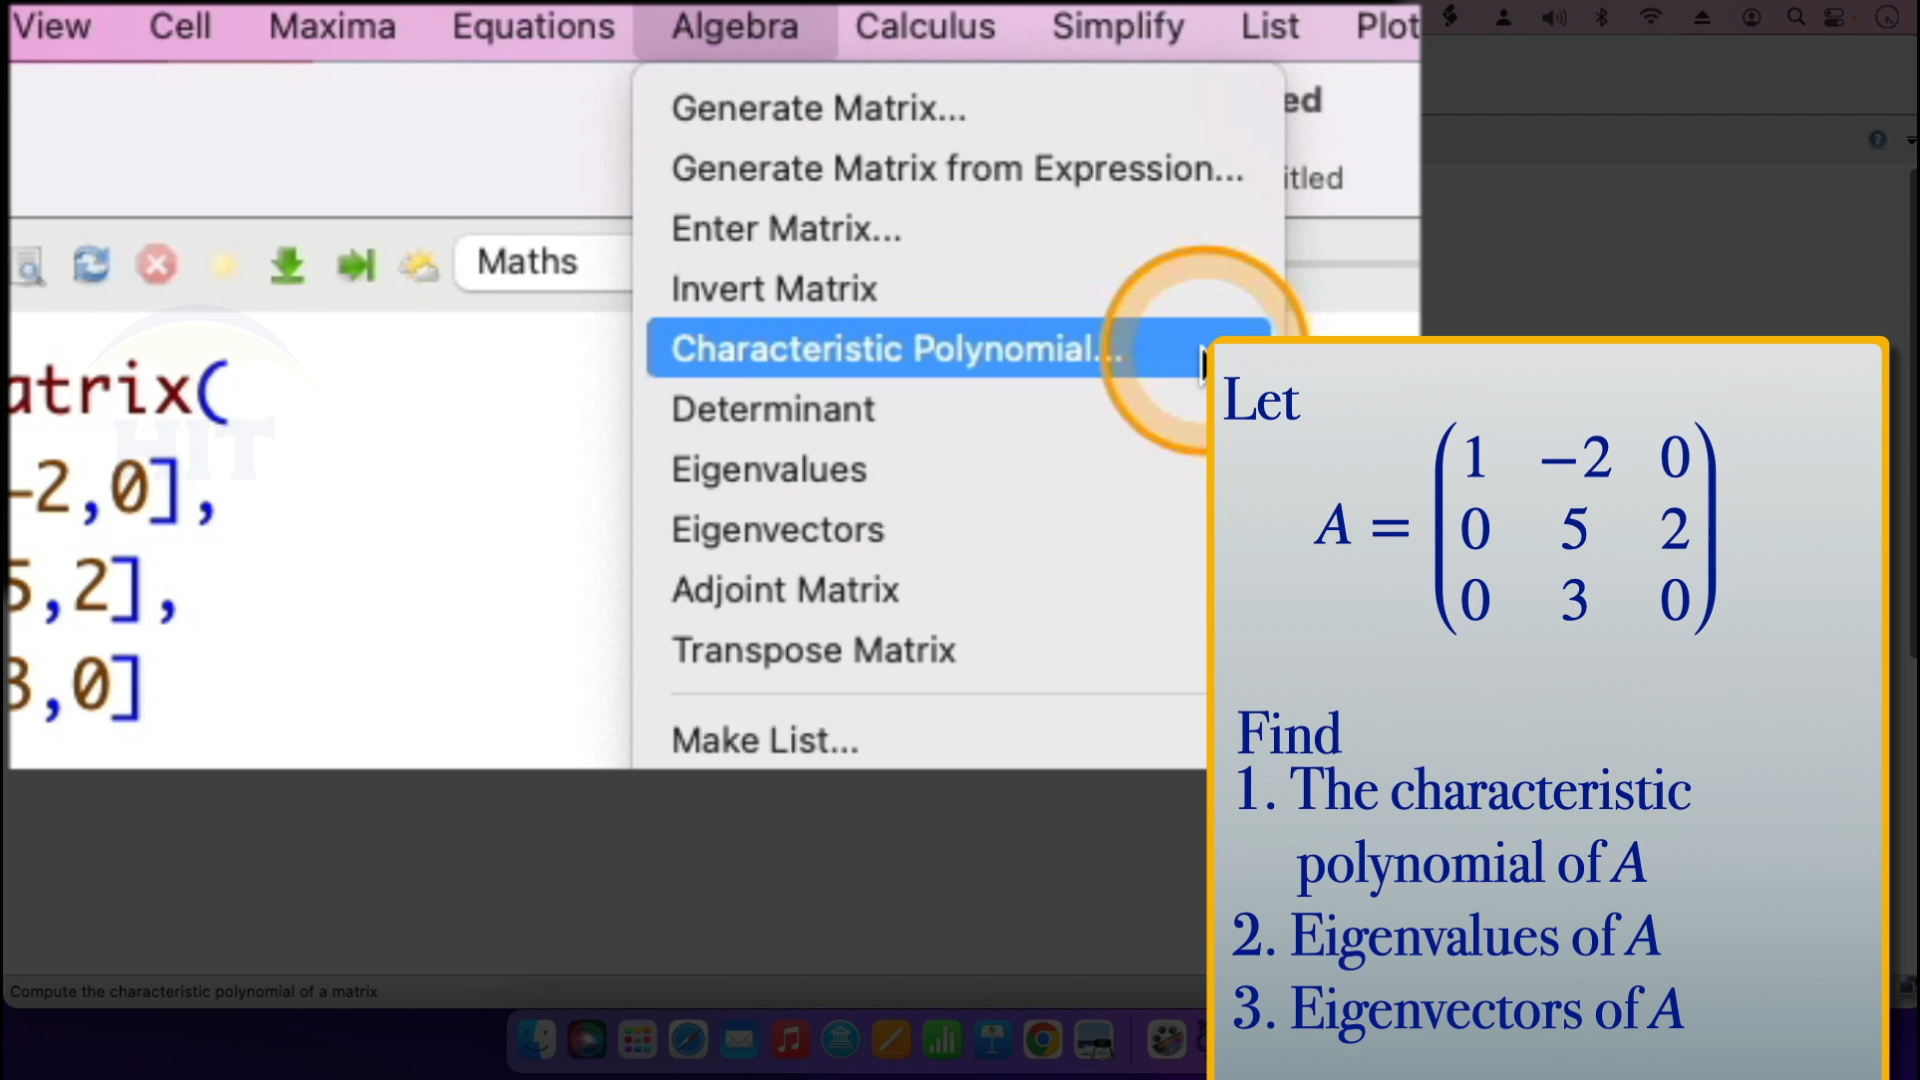 View Cell Maxima Equations Algebra Calculus Simplify List Plot
Generate Matrix...
ed
Generate Matrix from Expression...
itled
Enter Matrix...
Maths
Invert Matrix
Characteristic Polynomial...
Determinant
Eigenvalues
Eigenvectors
Adjoint Matrix
Transpose Matrix
Make List...
atrix(
HIT
-2,0],
5,2],
3,0]
Let
A = (1 −2 0
0 5 2
0 3 0)
Find
1. The characteristic
polynomial of A
2. Eigenvalues of A
3. Eigenvectors of A
Compute the characteristic polynomial of a matrix